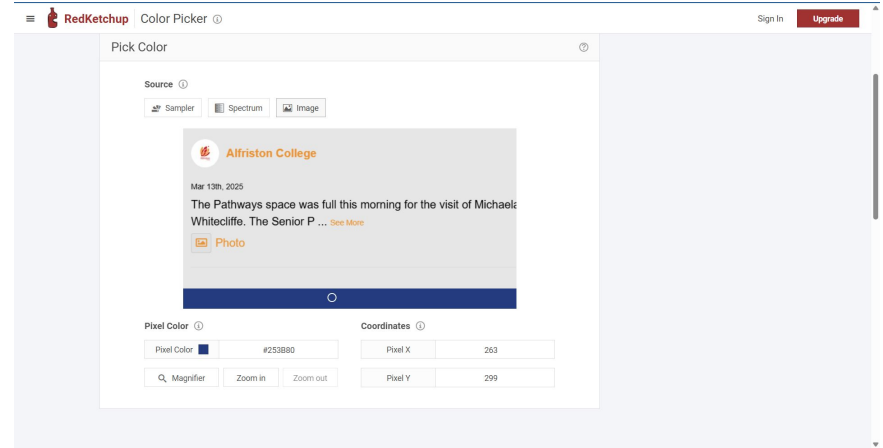 RedKetchup Color Picker
Sign In
Upgrade
Pick Color
Source
Sampler Spectrum Image
Alfriston College
Mar 13th, 2025
The Pathways space was full this morning for the visit of Michaela
Whitecliffe. The Senior P ... See More
Photo
Pixel Color
Coordinates
Pixel Color #253B80
Pixel X 263
Magnifier Zoom in Zoom out
Pixel Y 299